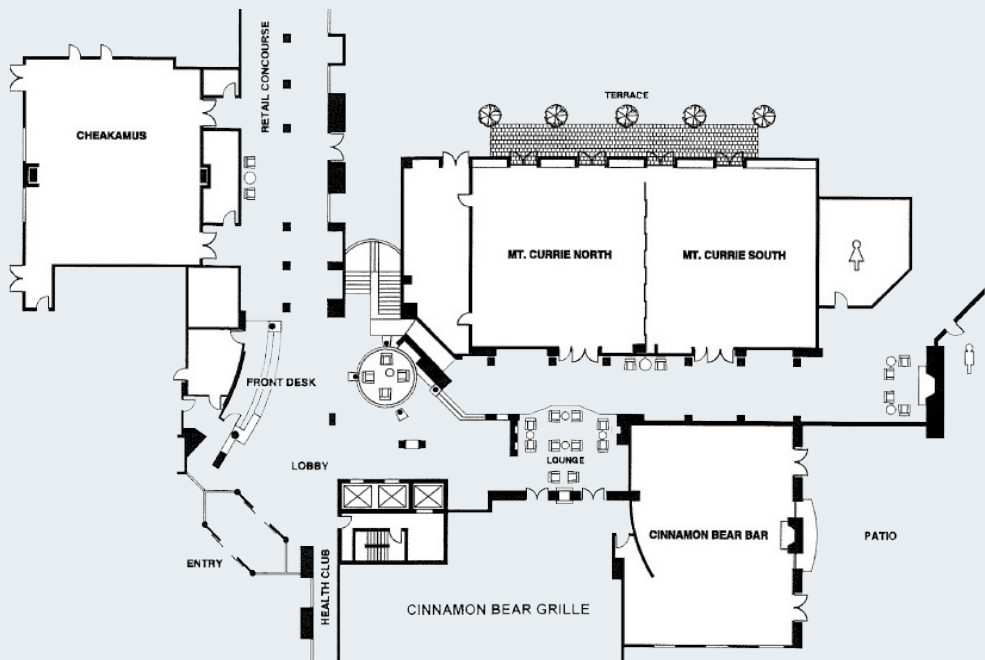 RETAIL CONCOURSE
TERRACE
CHEAKAMUS
MT. CURRIE NORTH
MT. CURRIE SOUTH
FRONT DESK
LOBBY
LOUNGE
CINNAMON BEAR BAR
PATIO
ENTRY
HEALTH CLUB
CINNAMON BEAR GRILLE